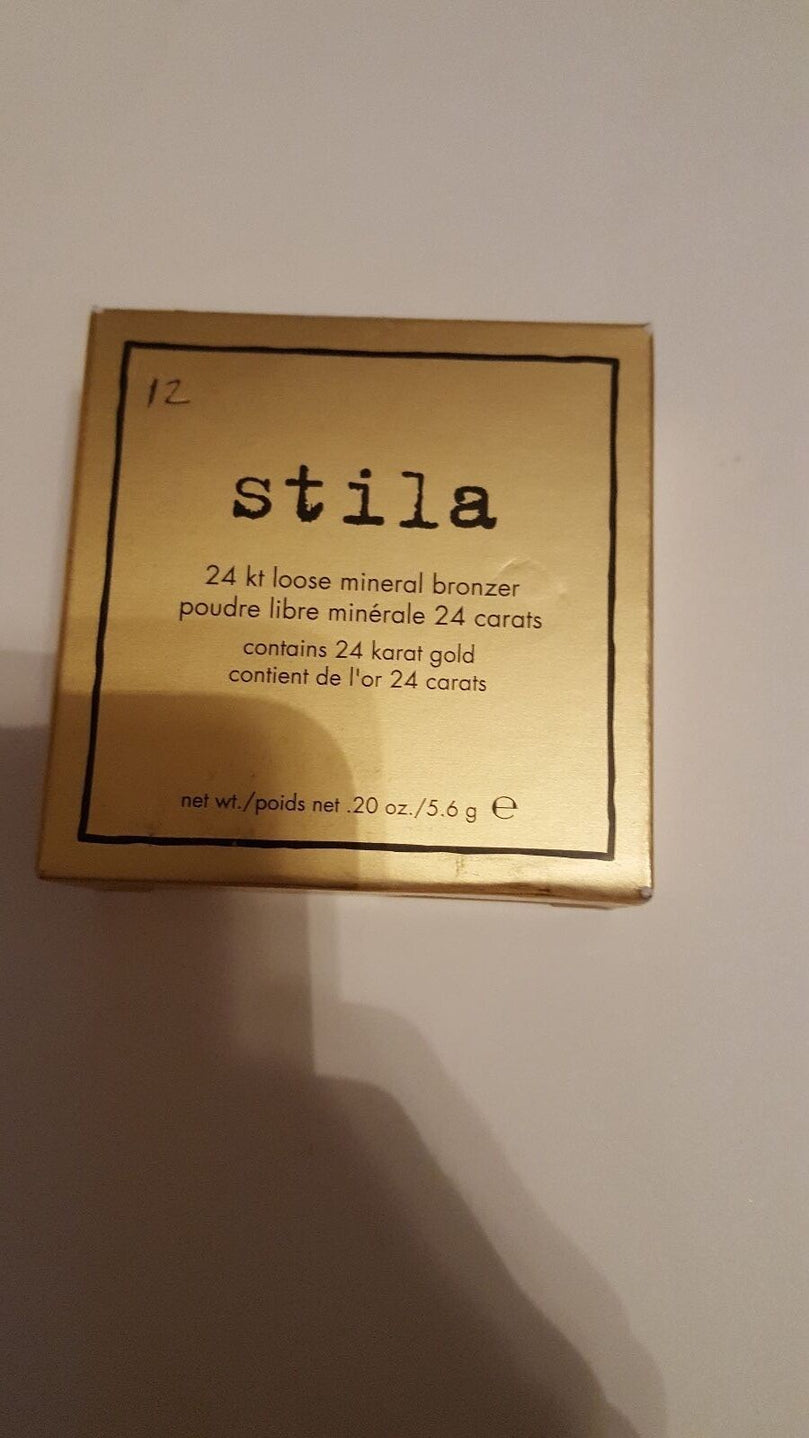 12
stila
24 kt loose mineral bronzer
poudre libre minérale 24 carats
contains 24 karat gold
contient de l'or 24 carats
net wt./poids net .20 oz./5.6 g ℮